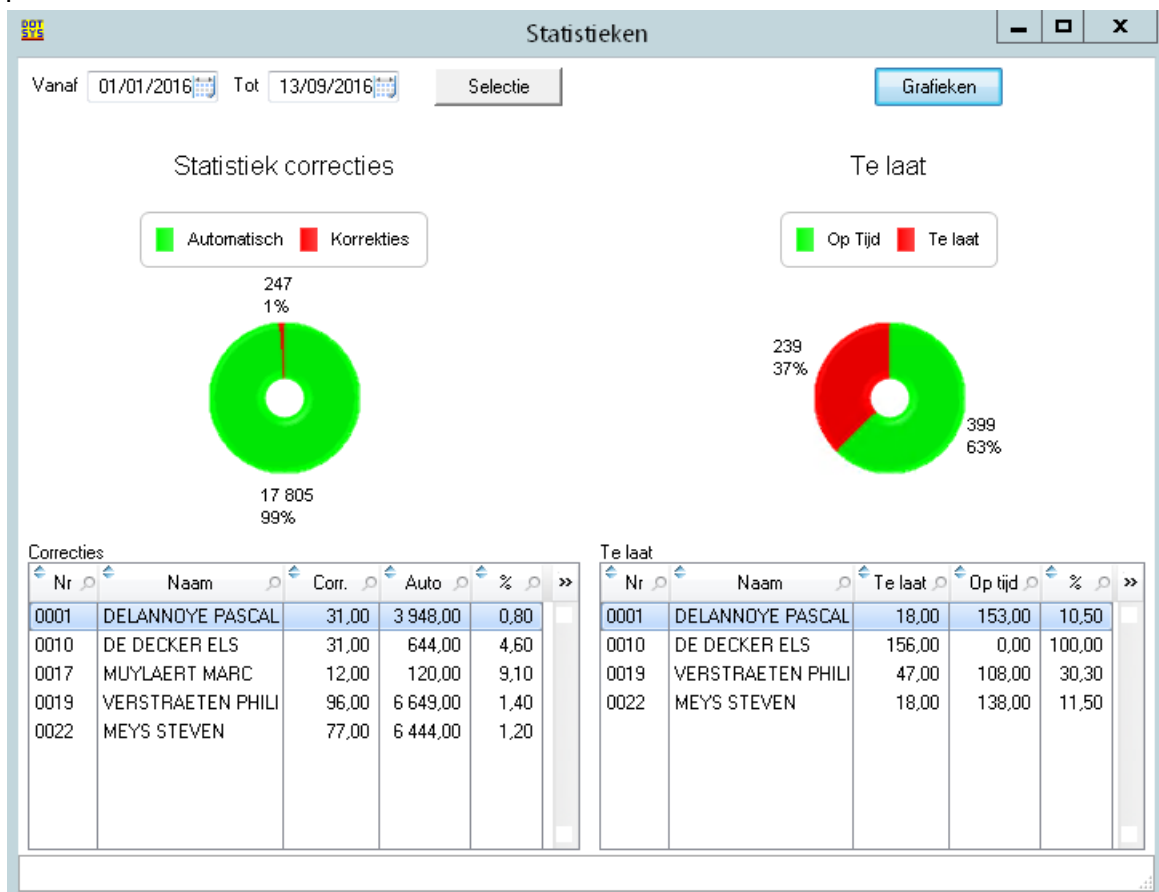 DOT
SYS
Statistieken
Vanaf 01/01/2016 Tot 13/09/2016 Selectie Grafieken
Statistiek correcties
Te laat
Automatisch Korrekties
Op Tijd Te laat
247
1%
239
37%
399
63%
17 805
99%
Correcties
Nr Naam Corr. Auto % »
0001 DELANNOYE PASCAL 31,00 3 948,00 0,80
0010 DE DECKER ELS 31,00 644,00 4,60
0017 MUYLAERT MARC 12,00 120,00 9,10
0019 VERSTRAETEN PHILI 96,00 6 649,00 1,40
0022 MEYS STEVEN 77,00 6 444,00 1,20
Te laat
Nr Naam Te laat Op tijd % »
0001 DELANNOYE PASCAL 18,00 153,00 10,50
0010 DE DECKER ELS 156,00 0,00 100,00
0019 VERSTRAETEN PHILI 47,00 108,00 30,30
0022 MEYS STEVEN 18,00 138,00 11,50